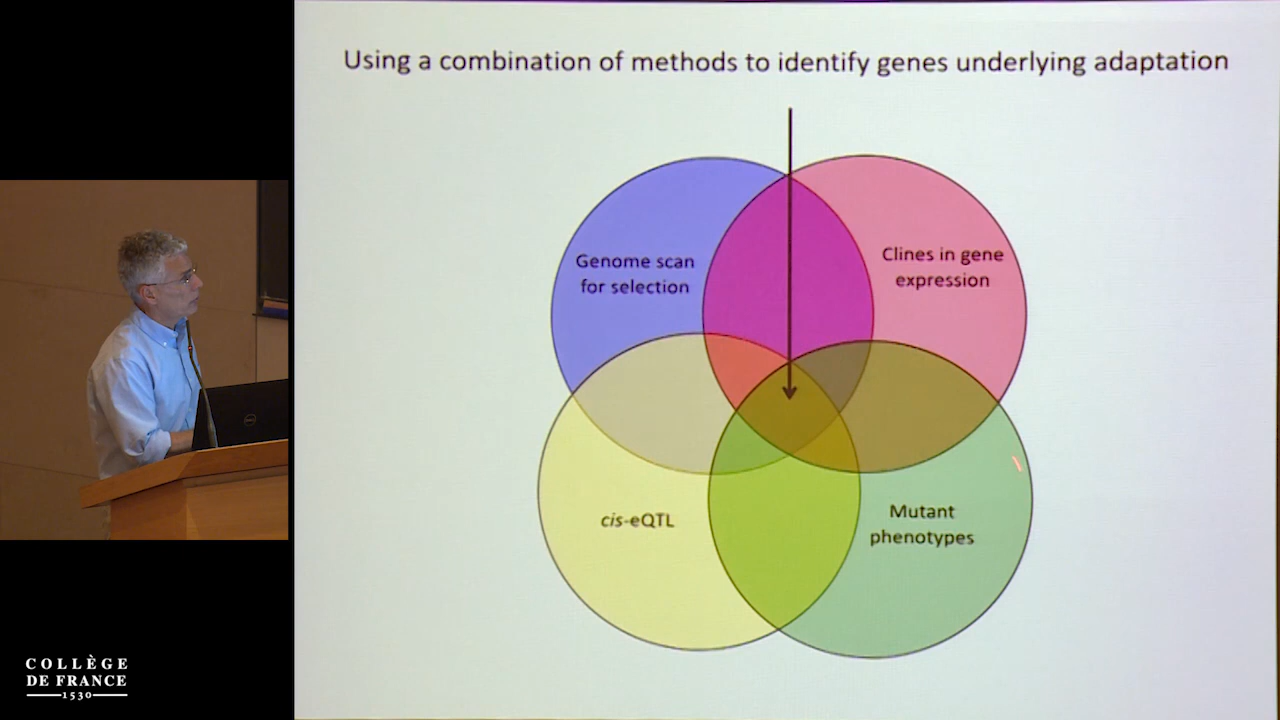 Using a combination of methods to identify genes underlying adaptation
Genome scan
for selection
Clines in gene
expression
cis-eQTL
Mutant
phenotypes
COLLÈGE
DE FRANCE
1530